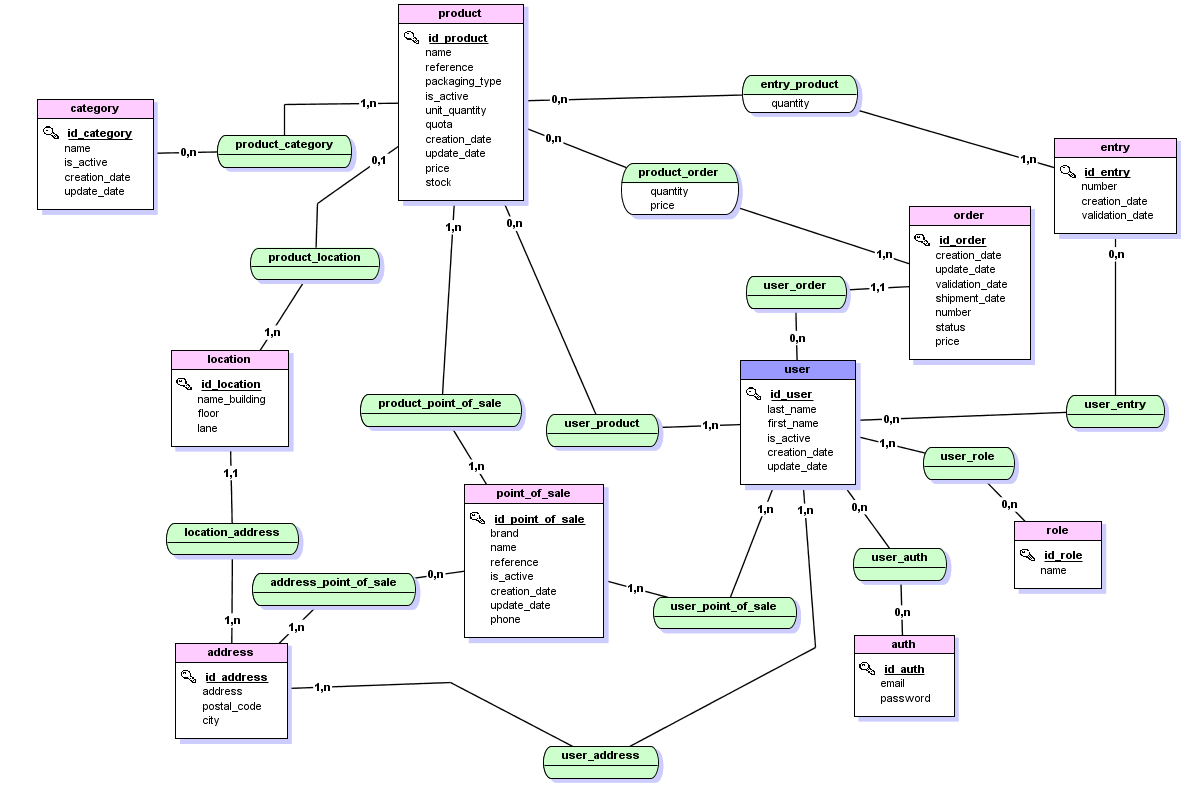 product
id_product
name
reference
packaging_type
is_active
unit_quantity
quota
creation_date
update_date
price
stock
category
id_category
name
is_active
creation_date
update_date
0,n
product_category
1,n
0,1
product_location
1,n
0,n
entry_product
quantity
1,n
0,n
product_order
quantity
price
1,n
entry
id_entry
number
creation_date
validation_date
0,n
order
id_order
creation_date
update_date
validation_date
shipment_date
number
status
price
user_order
1,1
0,n
1,n
0,n
location
id_location
name_building
floor
lane
1,1
product_point_of_sale
1,n
user_product
1,n
user
id_user
last_name
first_name
is_active
creation_date
update_date
0,n
user_entry
1,n
user_role
0,n
role
id_role
name
point_of_sale
id_point_of_sale
brand
name
reference
is_active
creation_date
update_date
phone
1,n
1,n
0,n
user_auth
0,n
location_address
address_point_of_sale
0,n
1,n
user_point_of_sale
1,n
1,n
auth
id_auth
email
password
address
id_address
address
postal_code
city
1,n
user_address